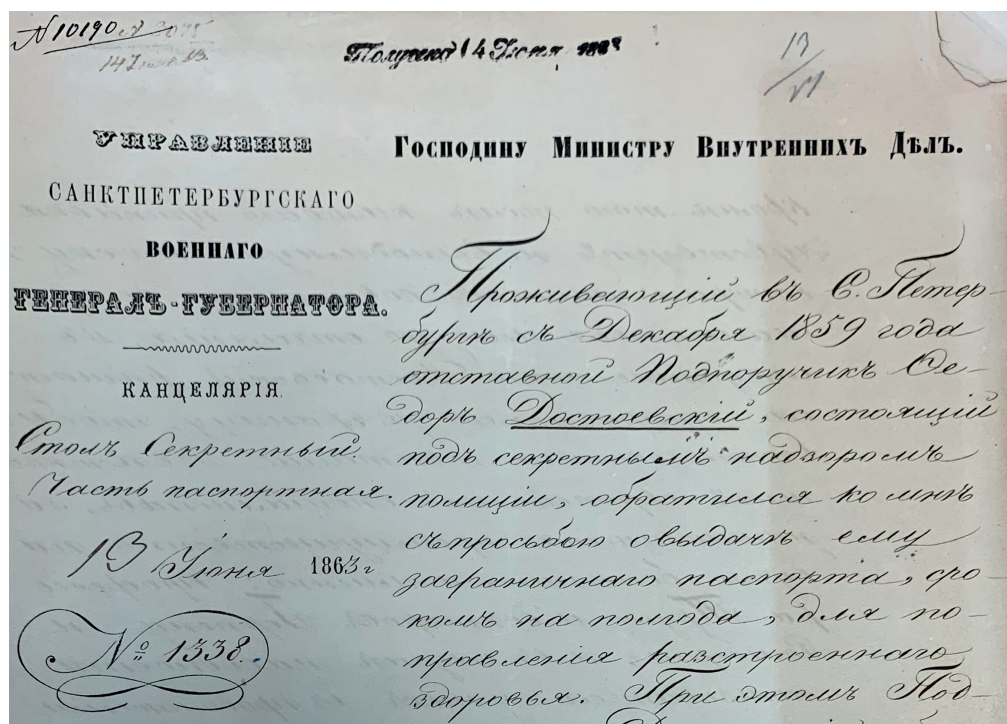 N 10190
14 Июня
Получено 14 Июня
13
VI
УПРАВЛЕНІЕ
САНКТПЕТЕРБУРГСКАГО
ВОЕННАГО
ГЕНЕРАЛЪ-ГУБЕРНАТОРА.
КАНЦЕЛЯРІЯ.
Столъ Секретный.
Часть паспортная.
13 Іюня 1863 г
№ 1338.
Господину Министру Внутреннихъ Дѣлъ.
Проживающій въ С. Петер-
бургѣ съ Декабря 1859 года
отставной Подпоручикъ Ѳе-
доръ Достоевскій, состоящій
подъ секретнымъ надзоромъ
полиціи, обратился ко мнѣ
съ просьбою о выдачѣ ему
заграничнаго паспорта, сро-
комъ на полгода, для по-
правленія разстроеннаго
здоровья. При этомъ Под-